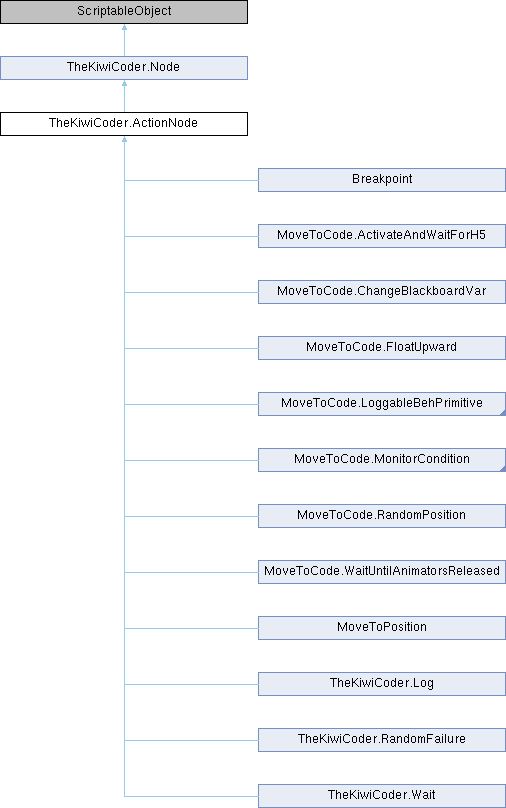 ScriptableObject
TheKiwiCoder.Node
TheKiwiCoder.ActionNode
Breakpoint
MoveToCode.ActivateAndWaitForH5
MoveToCode.ChangeBlackboardVar
MoveToCode.FloatUpward
MoveToCode.LoggableBehPrimitive
MoveToCode.MonitorCondition
MoveToCode.RandomPosition
MoveToCode.WaitUntilAnimatorsReleased
MoveToPosition
TheKiwiCoder.Log
TheKiwiCoder.RandomFailure
TheKiwiCoder.Wait